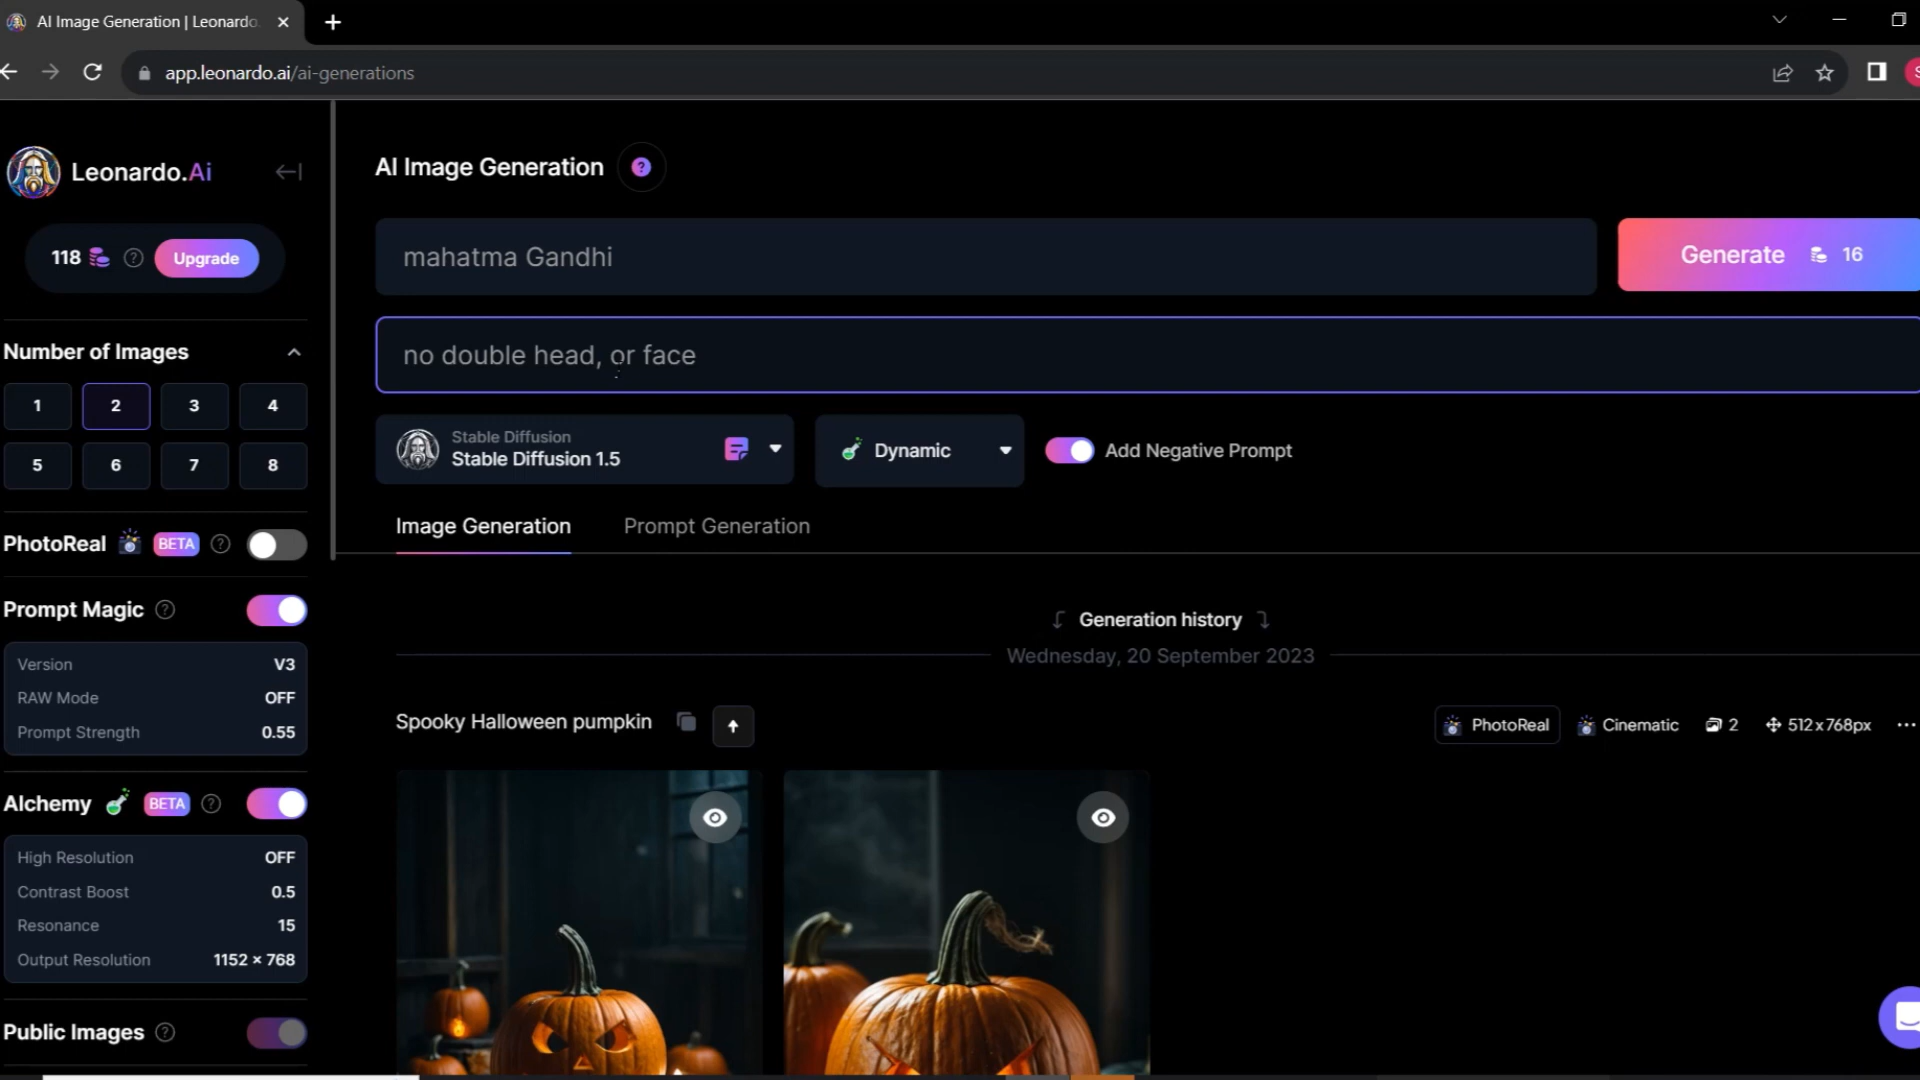 AI Image Generation | Leonardo.
app.leonardo.ai/ai-generations
Leonardo.Ai
118
Upgrade
Number of Images
1 2 3 4
5 6 7 8
PhotoReal BETA
Prompt Magic
Version V3
RAW Mode OFF
Prompt Strength 0.55
Alchemy BETA
High Resolution OFF
Contrast Boost 0.5
Resonance 15
Output Resolution 1152 × 768
Public Images
AI Image Generation
mahatma Gandhi
Generate 16
no double head, or face
Stable Diffusion
Stable Diffusion 1.5
Dynamic
Add Negative Prompt
Image Generation Prompt Generation
Generation history
Wednesday, 20 September 2023
Spooky Halloween pumpkin
PhotoReal Cinematic 2 512x768px